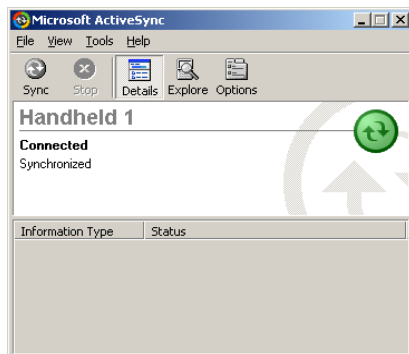 Microsoft ActiveSync
File View Tools Help
Sync Stop Details Explore Options
Handheld 1
Connected
Synchronized
Information Type Status